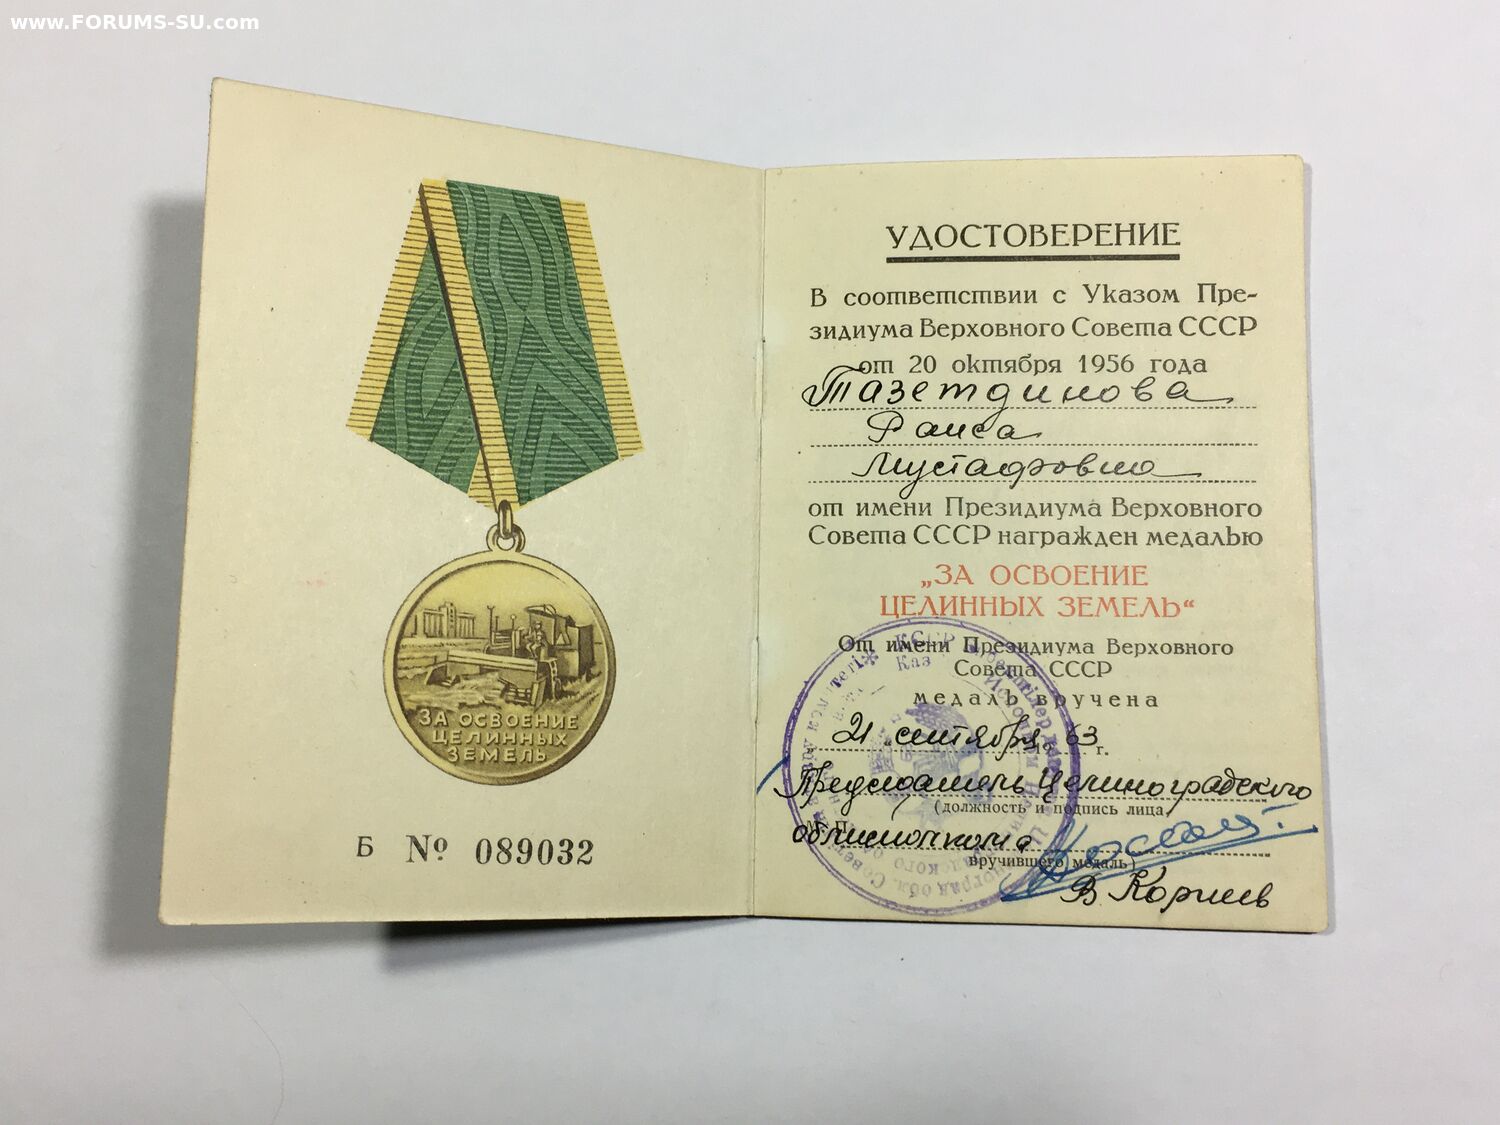 www.FORUMS-SU.com
ЗА ОСВОЕНИЕ
ЦЕЛИННЫХ
ЗЕМЕЛЬ
Б № 089032
УДОСТОВЕРЕНИЕ
В соответствии с Указом Пре-
зидиума Верховного Совета СССР
от 20 октября 1956 года
Тазетдинова
Раиса
Мустафовна
от имени Президиума Верховного
Совета СССР награжден медалью
„ЗА ОСВОЕНИЕ
ЦЕЛИННЫХ ЗЕМЕЛЬ“
От имени Президиума Верховного
Совета СССР
медаль вручена
„21 „ сентября 1963 г.
Председатель Целиноградского
(должность и подпись лица,
М. П.
облисполкома
вручившего медаль)
В. Корнев